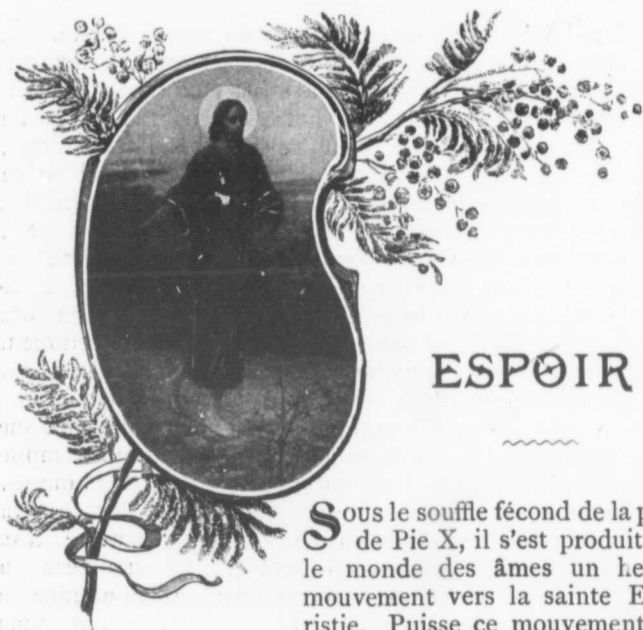 ESPOIR
Sous le souffle fécond de la
de Pie X, il s'est produit
le monde des âmes un
mouvement vers la sainte
ristie. Puisse ce mouvement